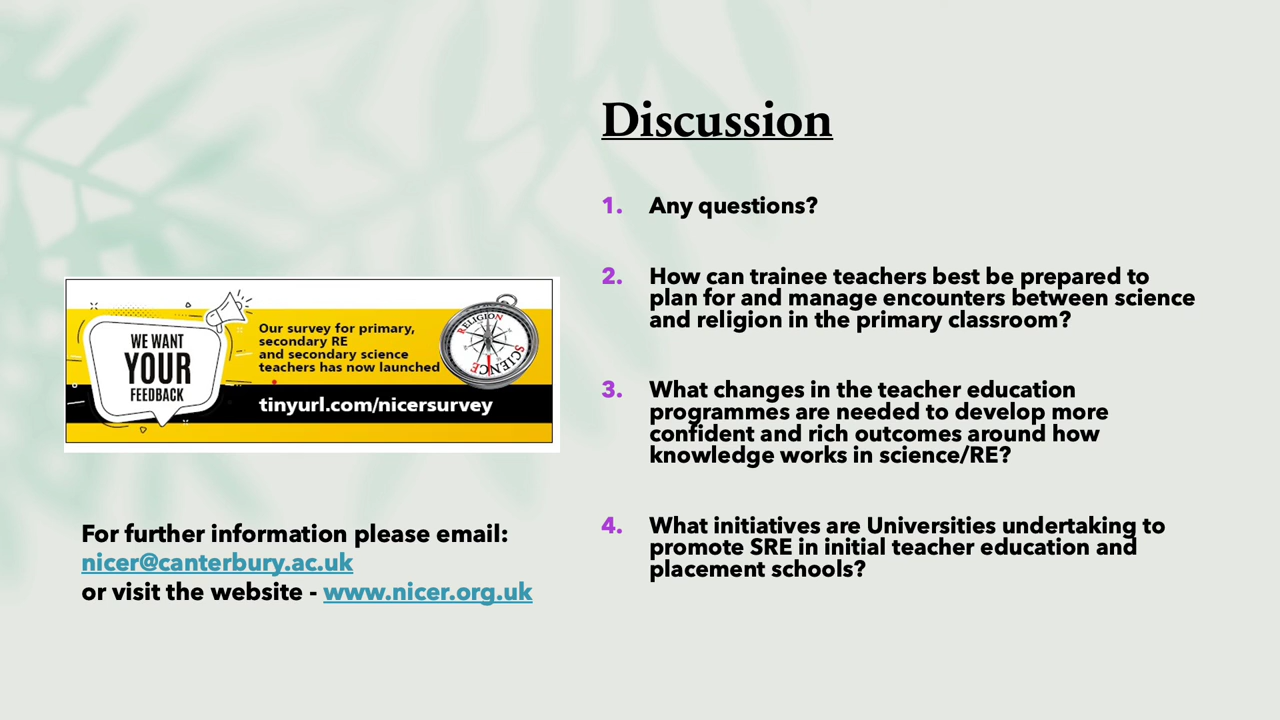 Discussion
1. Any questions?
2. How can trainee teachers best be prepared to
plan for and manage encounters between science
and religion in the primary classroom?
3. What changes in the teacher education
programmes are needed to develop more
confident and rich outcomes around how
knowledge works in science/RE?
4. What initiatives are Universities undertaking to
promote SRE in initial teacher education and
placement schools?
WE WANT
YOUR
FEEDBACK
Our survey for primary,
secondary RE
and secondary science
teachers has now launched
tinyurl.com/nicersurvey
RELIGION
SCIENCE
For further information please email:
nicer@canterbury.ac.uk
or visit the website - www.nicer.org.uk